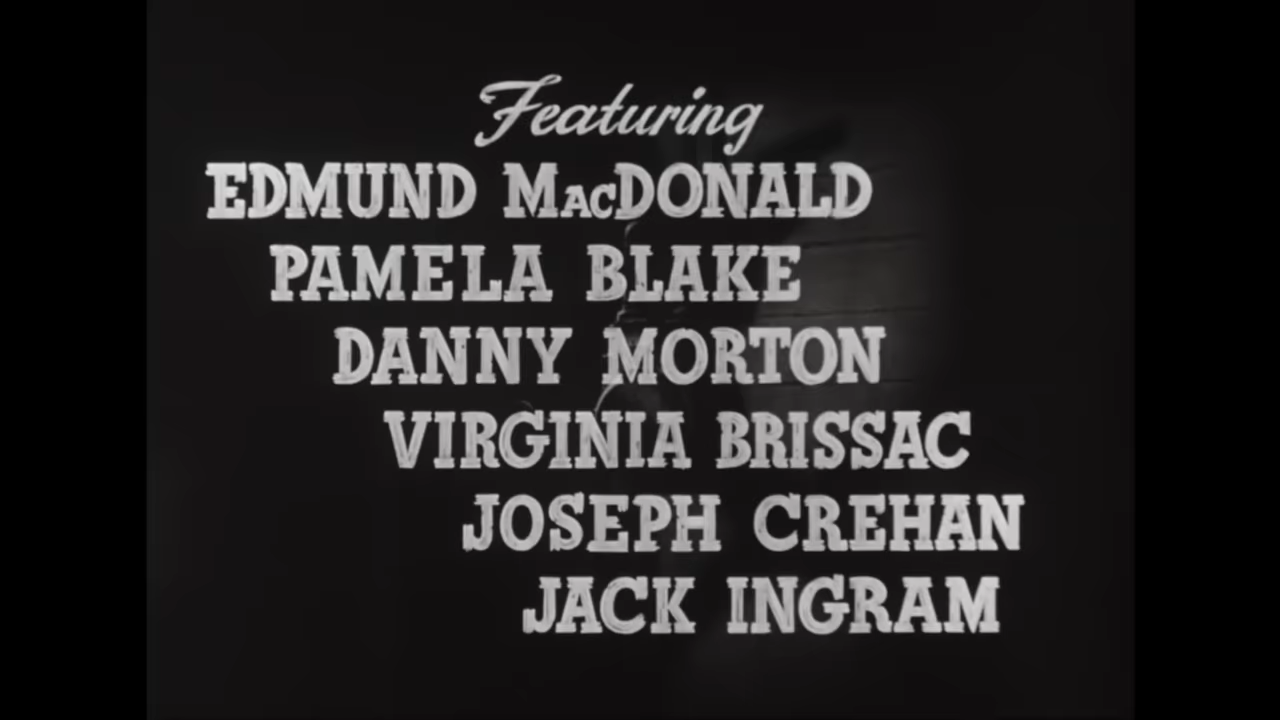 Featuring
EDMUND MacDONALD
PAMELA BLAKE
DANNY MORTON
VIRGINIA BRISSAC
JOSEPH CREHAN
JACK INGRAM